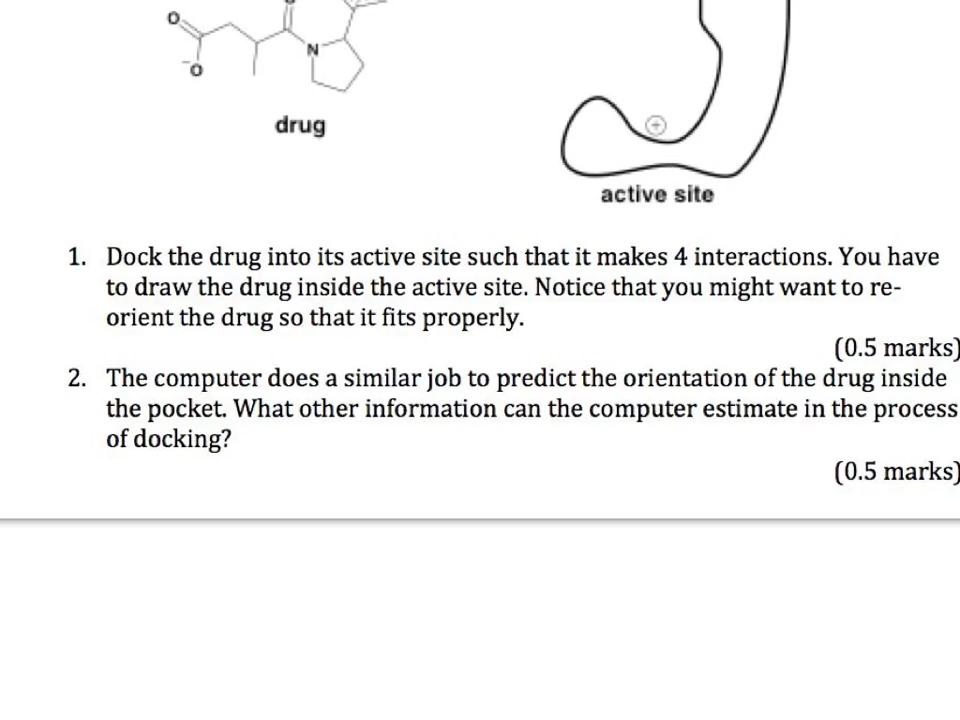 O
N
-O
drug
+
active site
1. Dock the drug into its active site such that it makes 4 interactions. You have
to draw the drug inside the active site. Notice that you might want to re-
orient the drug so that it fits properly.
(0.5 marks)
2. The computer does a similar job to predict the orientation of the drug inside
the pocket. What other information can the computer estimate in the process
of docking?
(0.5 marks)